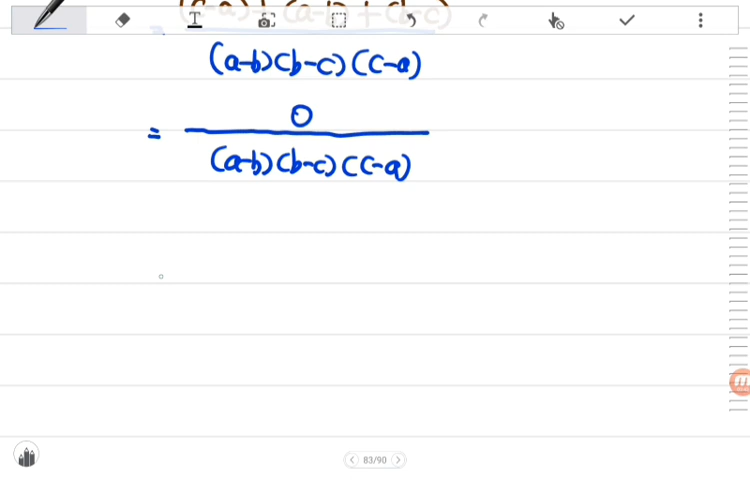 (c-a)+(a-b)+(b-c)
(a-b)(b-c)(c-a)
= 0
(a-b)(b-c)(c-a)
83/90